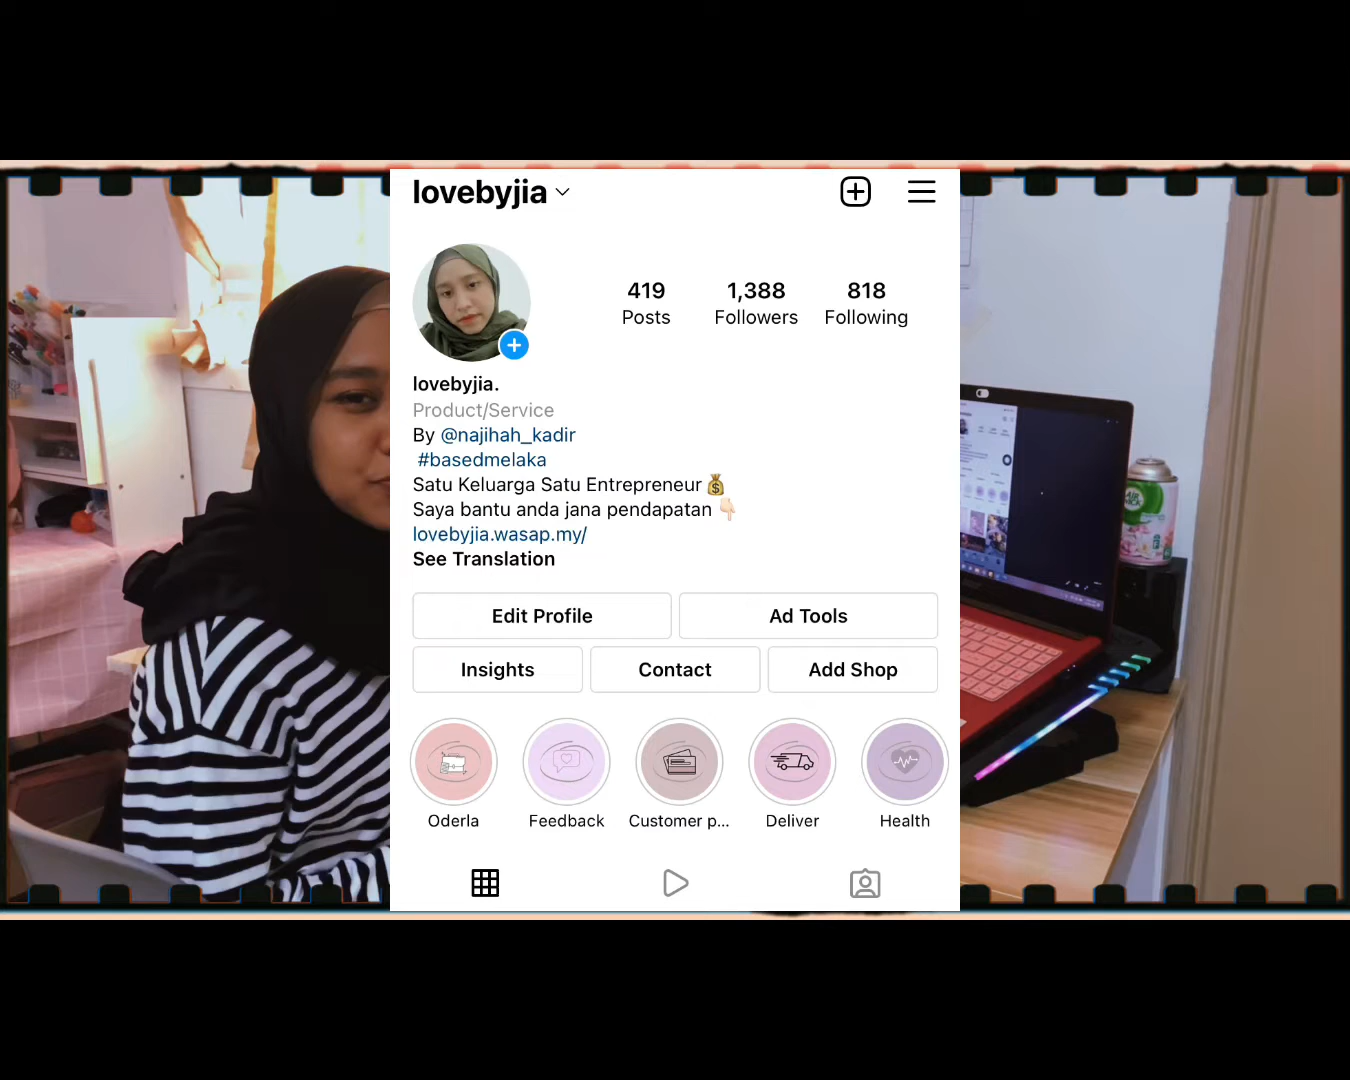 lovebyjia
419
Posts
1,388
Followers
818
Following
lovebyjia.
Product/Service
By @najihah_kadir
#basedmelaka
Satu Keluarga Satu Entrepreneur
Saya bantu anda jana pendapatan
lovebyjia.wasap.my/
See Translation
Edit Profile
Ad Tools
Insights
Contact
Add Shop
Oderla
Feedback
Customer p...
Deliver
Health
AIR WICK